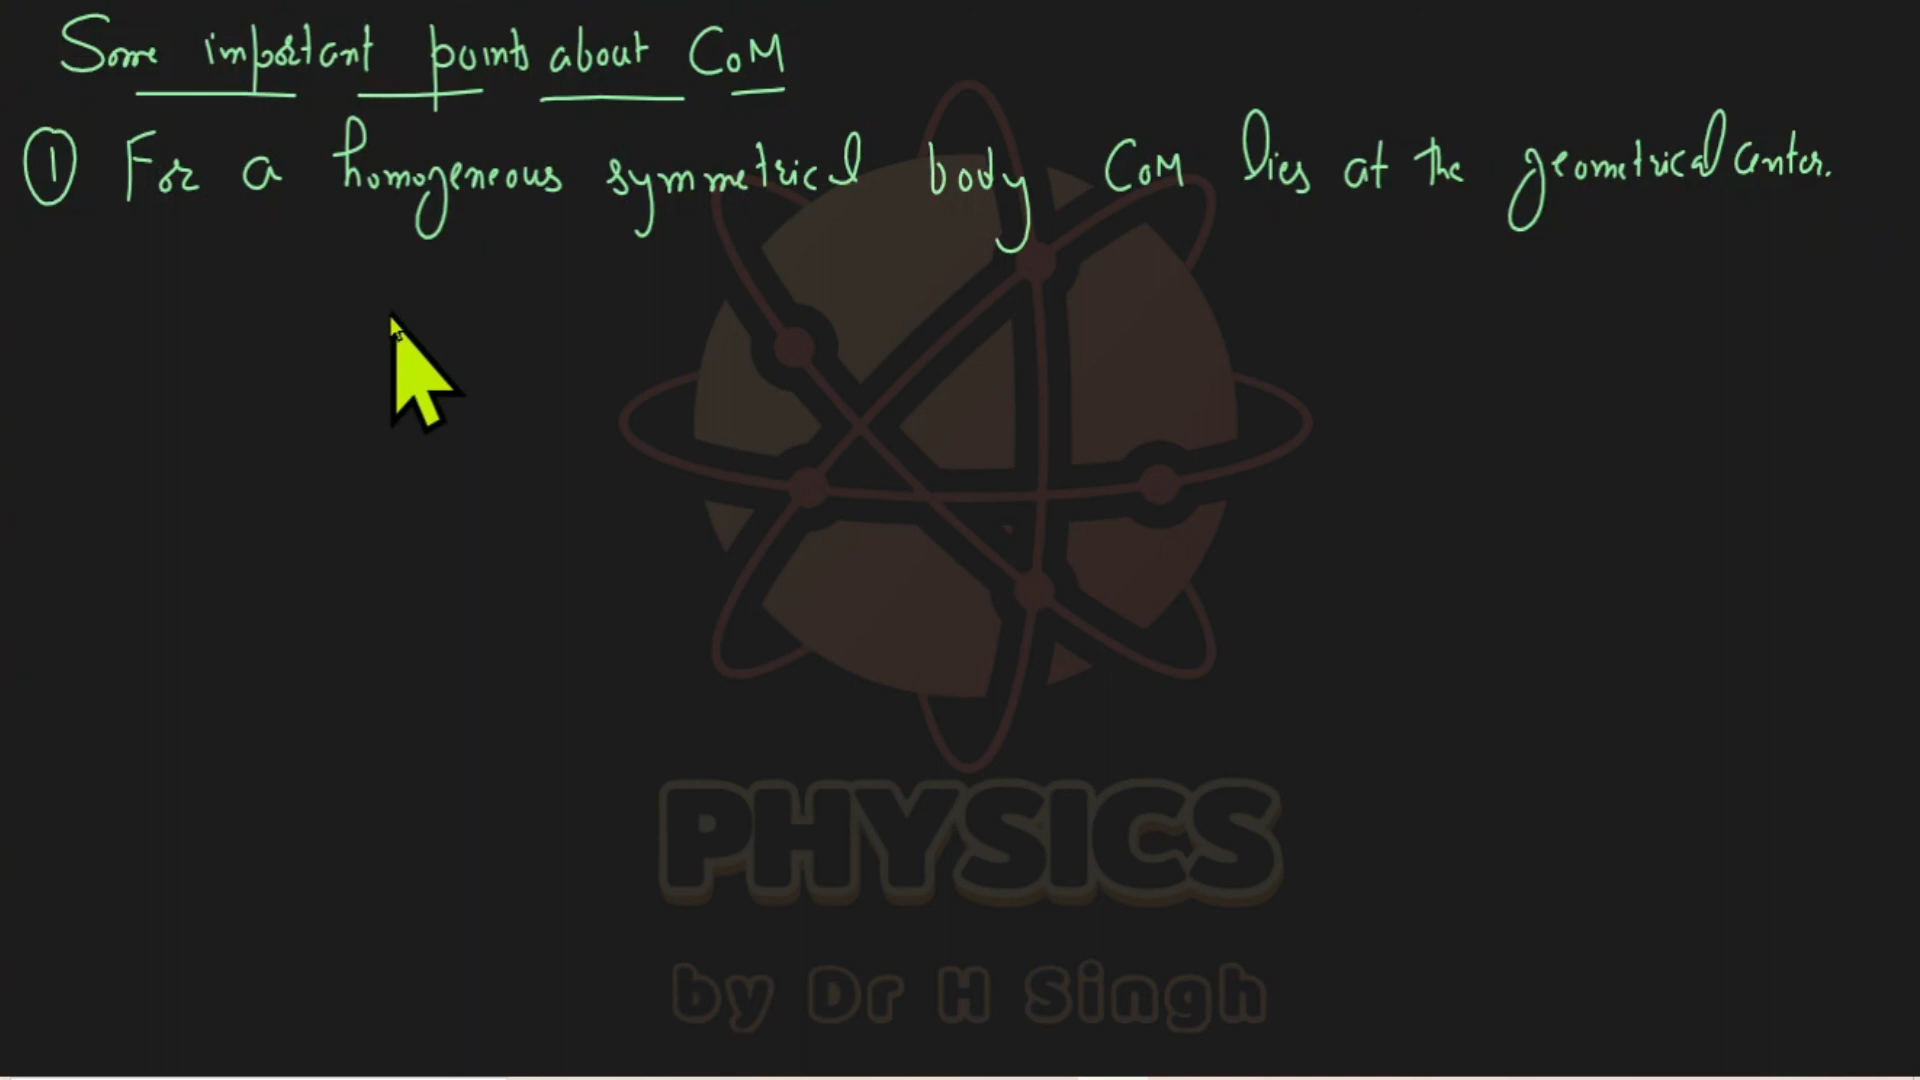 Some important points about CoM
① For a homogeneous symmetrical body CoM lies at the geometrical center.
PHYSICS
by Dr H Singh